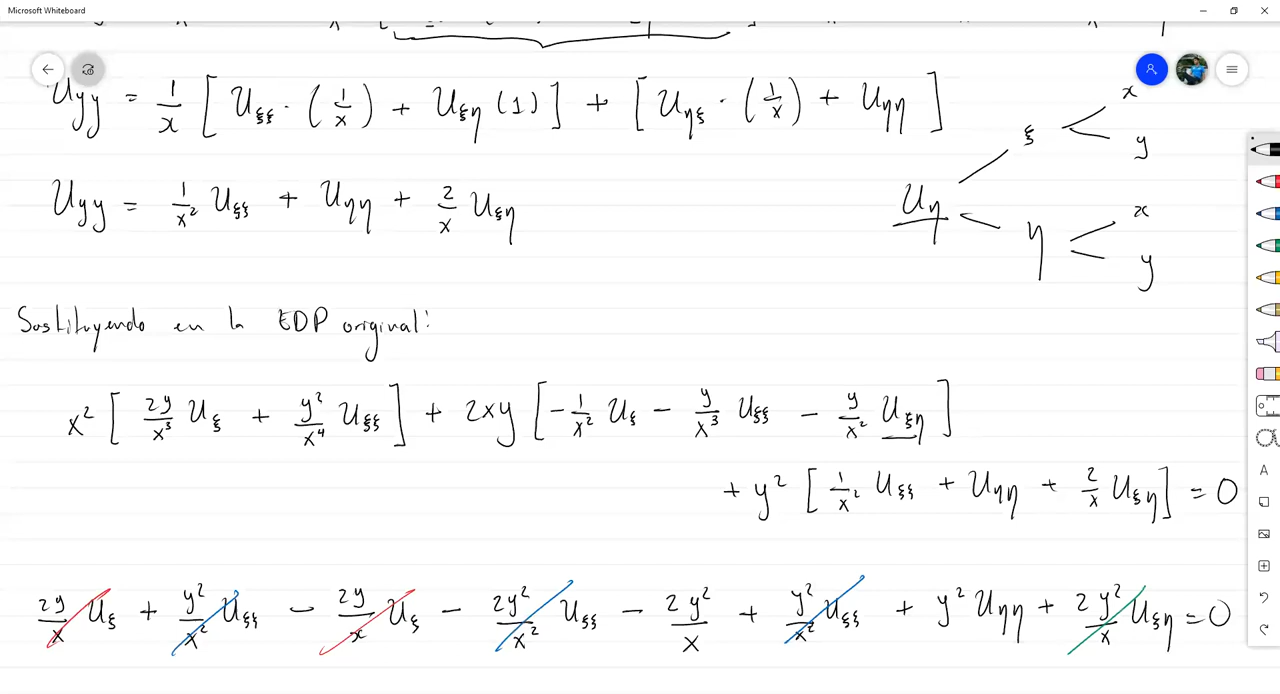 Microsoft Whiteboard
Uyy = 1/x [ Uξξ · (1/x) + Uξη (1) ] + [ Uηξ · (1/x) + Uηη ]
x
ξ
y
Uyy = 1/x² Uξξ + Uηη + 2/x Uξη
Uη
x
η
y
Sostituyendo en la EDP original:
x² [ 2y/x³ Uξ + y²/x⁴ Uξξ ] + 2xy [ -1/x² Uξ - y/x³ Uξξ - y/x² Uξη ]
+ y² [ 1/x² Uξξ + Uηη + 2/x Uξη ] = 0
2y/x Uξ + y²/x² Uξξ - 2y/x Uξ - 2y²/x² Uξξ - 2y²/x + y²/x² Uξξ + y² Uηη + 2y²/x Uξη = 0
A